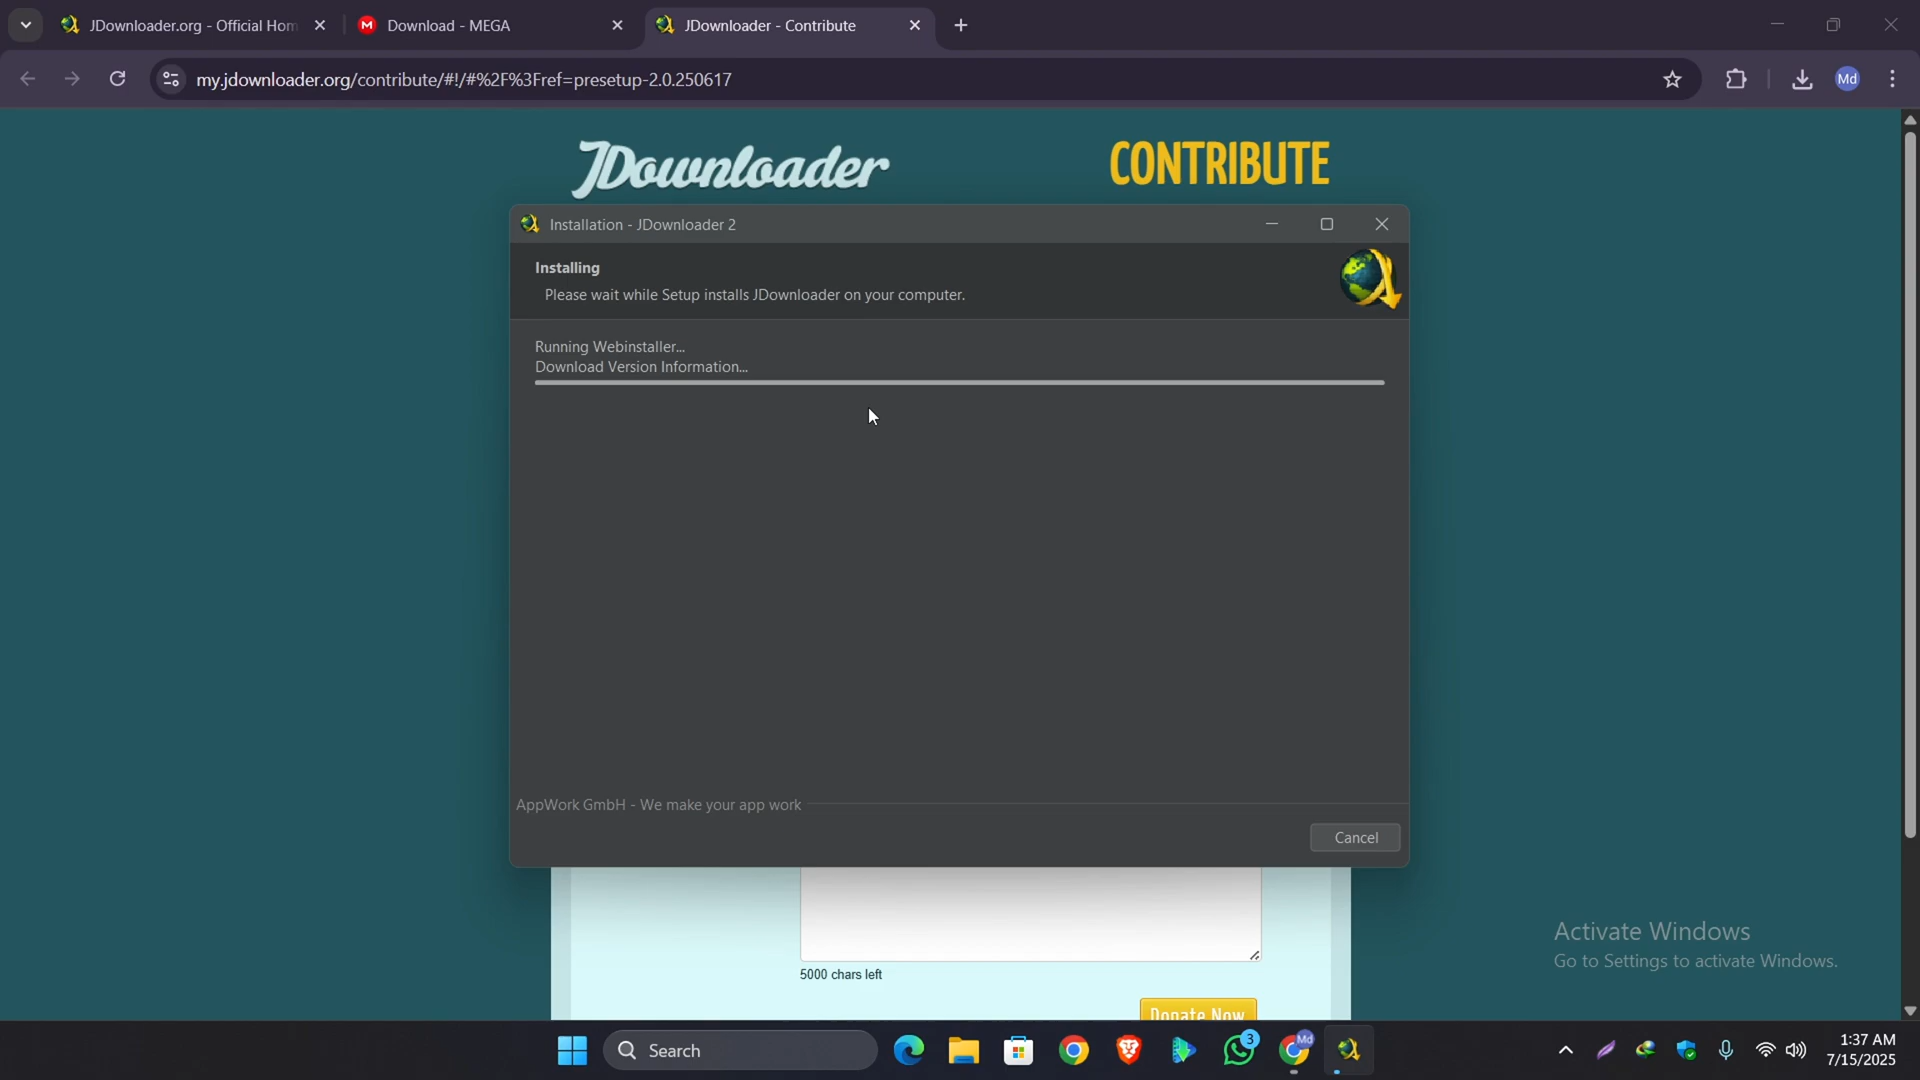 JDownloader.org - Official Hom
Download - MEGA
JDownloader - Contribute
my.jdownloader.org/contribute/#!/#%2F%3Fref=presetup-2.0.250617
Md
JDownloader
CONTRIBUTE
Installation - JDownloader 2
Installing
Please wait while Setup installs JDownloader on your computer.
Running Webinstaller...
Download Version Information...
AppWork GmbH - We make your app work
Cancel
5000 chars left
Donate Now
Activate Windows
Go to Settings to activate Windows.
Search
3
Md
1:37 AM
7/15/2025